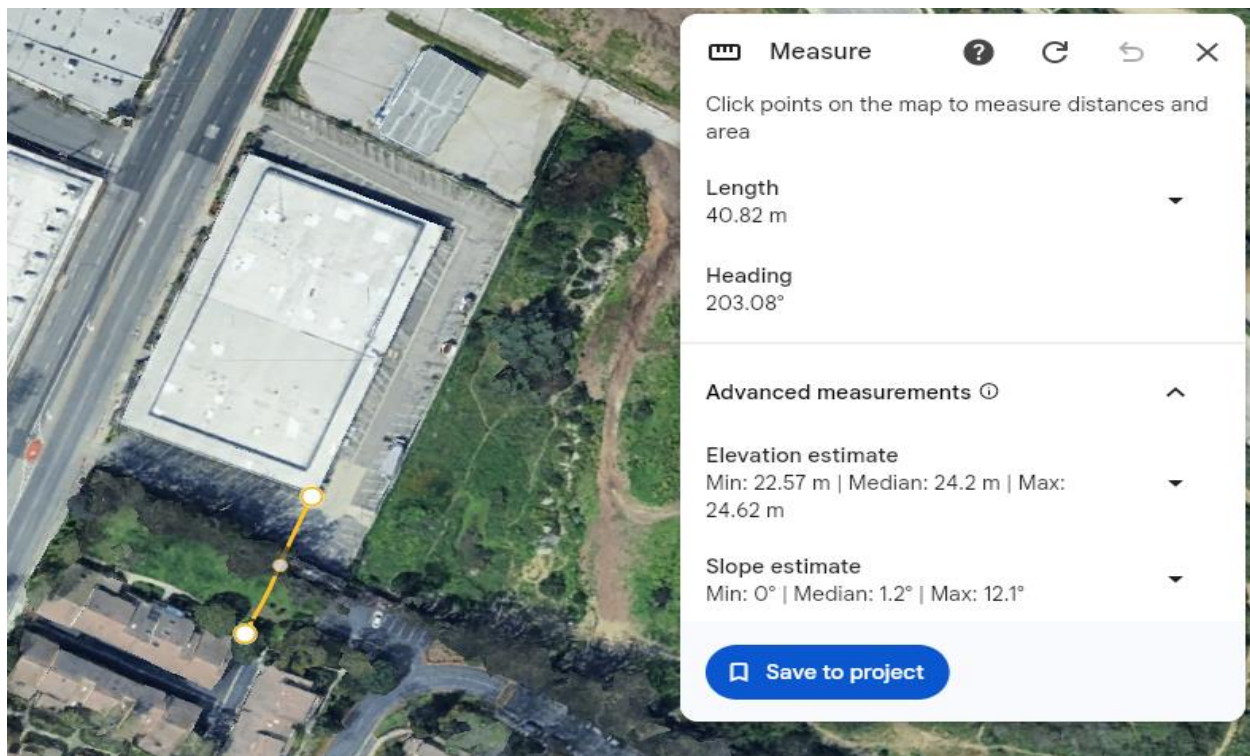 Measure
Click points on the map to measure distances and
area
Length
40.82 m
Heading
203.08°
Advanced measurements
Elevation estimate
Min: 22.57 m | Median: 24.2 m | Max:
24.62 m
Slope estimate
Min: 0° | Median: 1.2° | Max: 12.1°
Save to project